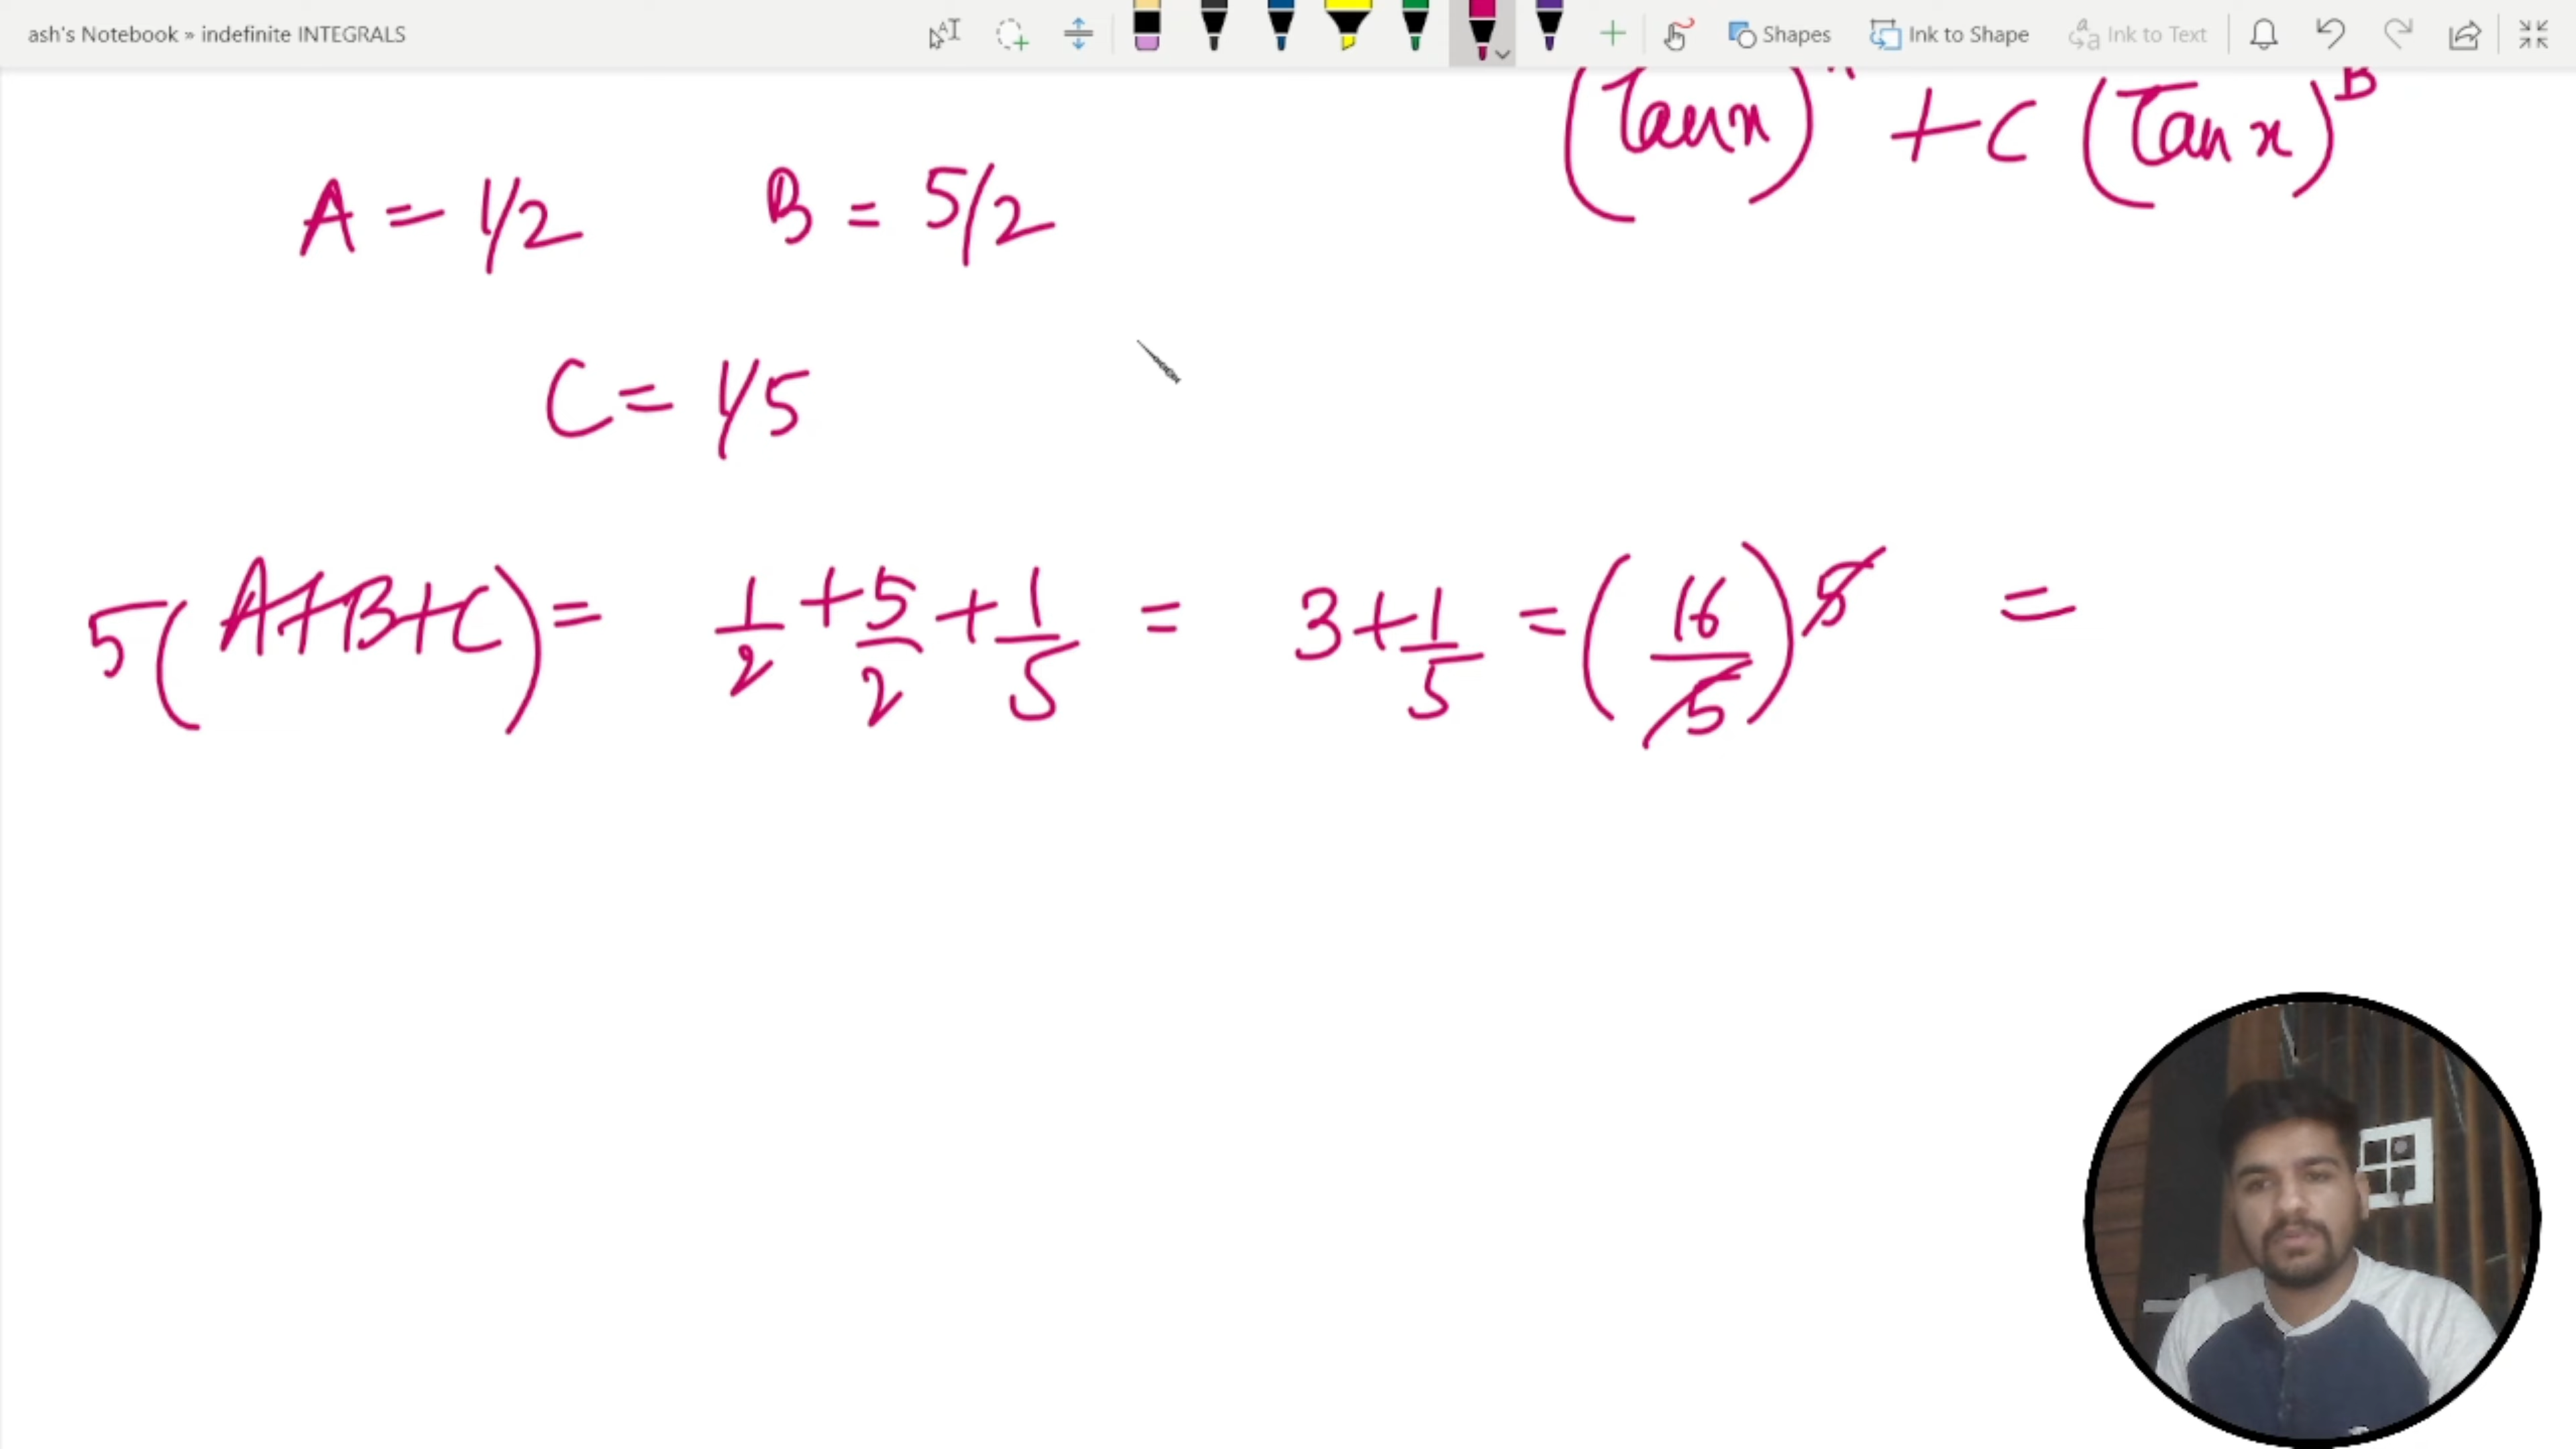 ash's Notebook » indefinite INTEGRALS
Shapes Ink to Shape Ink to Text
(Tanx) + C (Tan x)^B
A = 1/2 B = 5/2
C = 1/5
5(A+B+C) = 1/2 + 5/2 + 1/5 = 3 + 1/5 = (16/5) 5 =